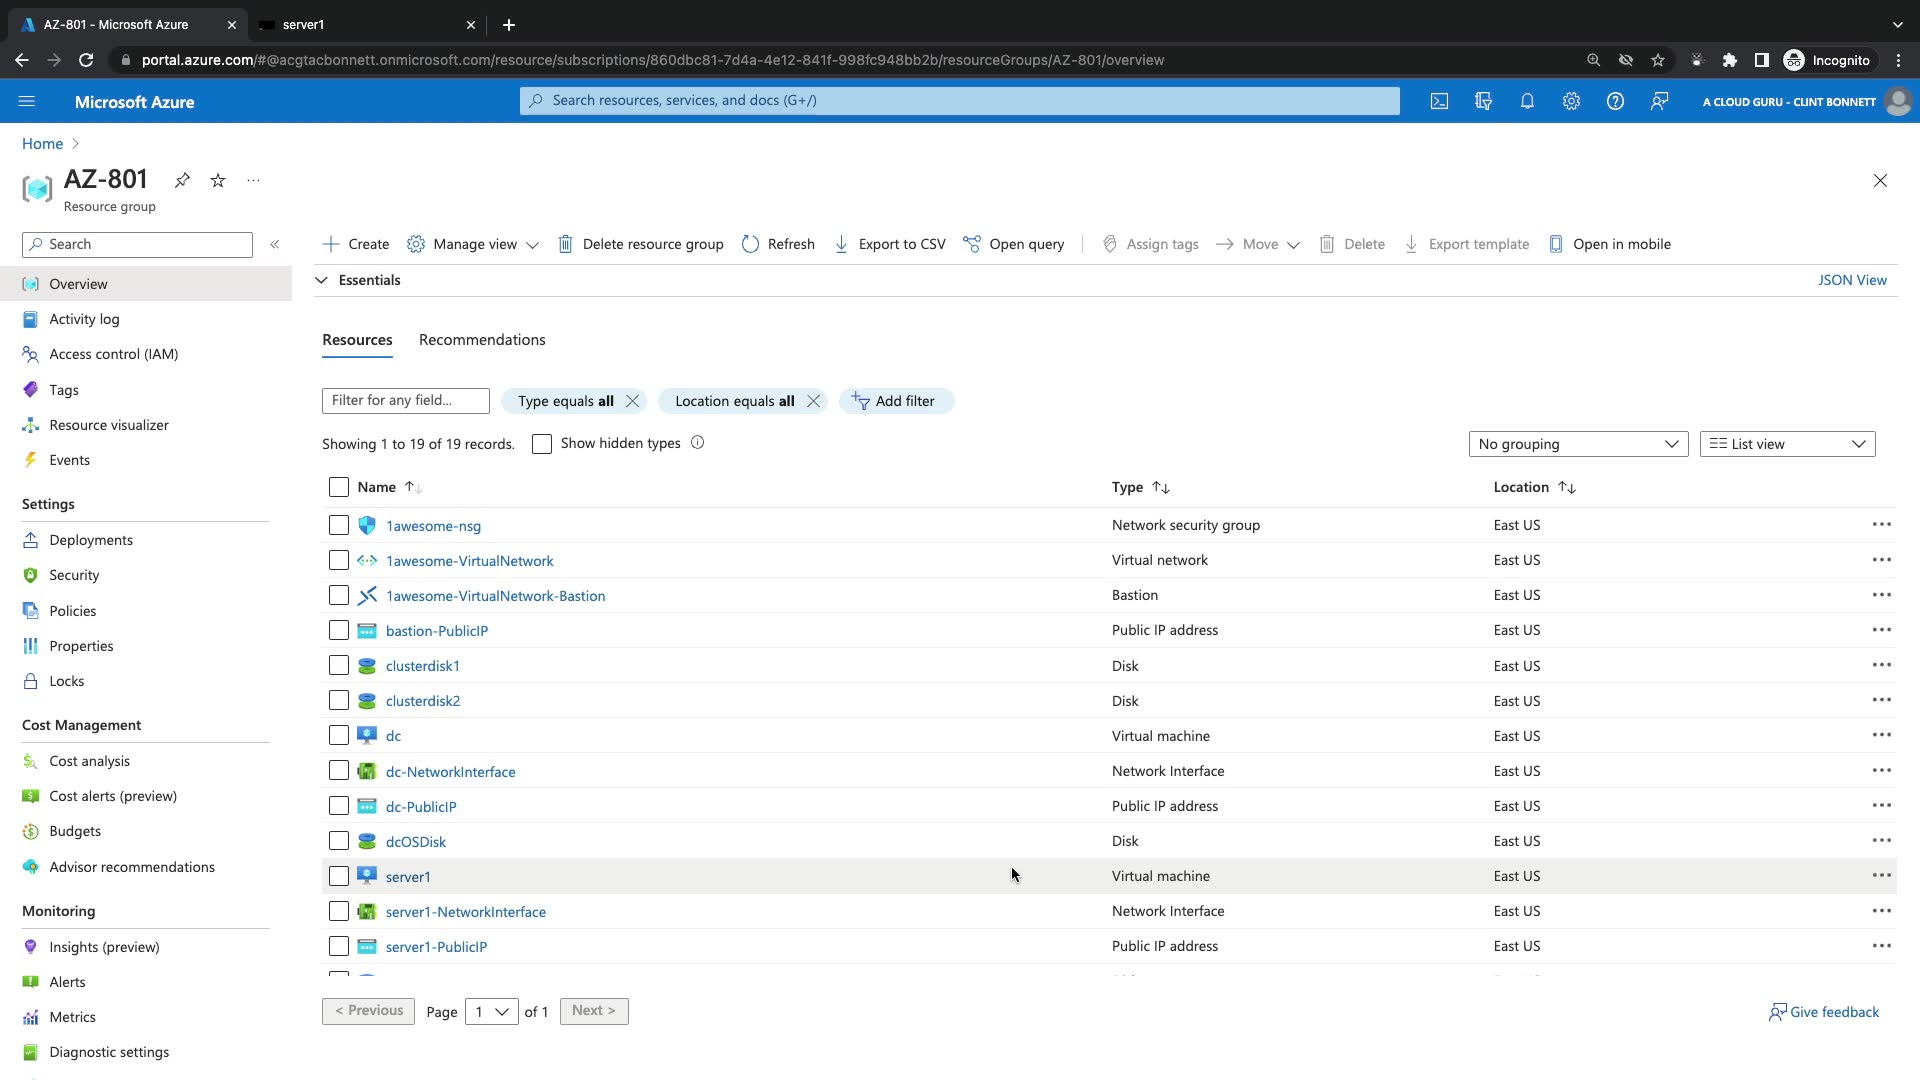 AZ-801 - Microsoft Azure
server1
portal.azure.com/#@acgtacbonnett.onmicrosoft.com/resource/subscriptions/860dbc81-7d4a-4e12-841f-998fc948bb2b/resourceGroups/AZ-801/overview
Incognito
Microsoft Azure
Search resources, services, and docs (G+/)
A CLOUD GURU - CLINT BONNETT
Home
AZ-801
Resource group
Search
Create
Manage view
Delete resource group
Refresh
Export to CSV
Open query
Assign tags
Move
Delete
Export template
Open in mobile
Overview
Activity log
Access control (IAM)
Tags
Resource visualizer
Events
Settings
Deployments
Security
Policies
Properties
Locks
Cost Management
Cost analysis
Cost alerts (preview)
Budgets
Advisor recommendations
Monitoring
Insights (preview)
Alerts
Metrics
Diagnostic settings
Essentials
JSON View
Resources Recommendations
Filter for any field...
Type equals all
Location equals all
Add filter
Showing 1 to 19 of 19 records.
Show hidden types
No grouping
List view
Name Type Location
1awesome-nsg Network security group East US
1awesome-VirtualNetwork Virtual network East US
1awesome-VirtualNetwork-Bastion Bastion East US
bastion-PublicIP Public IP address East US
clusterdisk1 Disk East US
clusterdisk2 Disk East US
dc Virtual machine East US
dc-NetworkInterface Network Interface East US
dc-PublicIP Public IP address East US
dcOSDisk Disk East US
server1 Virtual machine East US
server1-NetworkInterface Network Interface East US
server1-PublicIP Public IP address East US
< Previous
Page 1 of 1
Next >
Give feedback